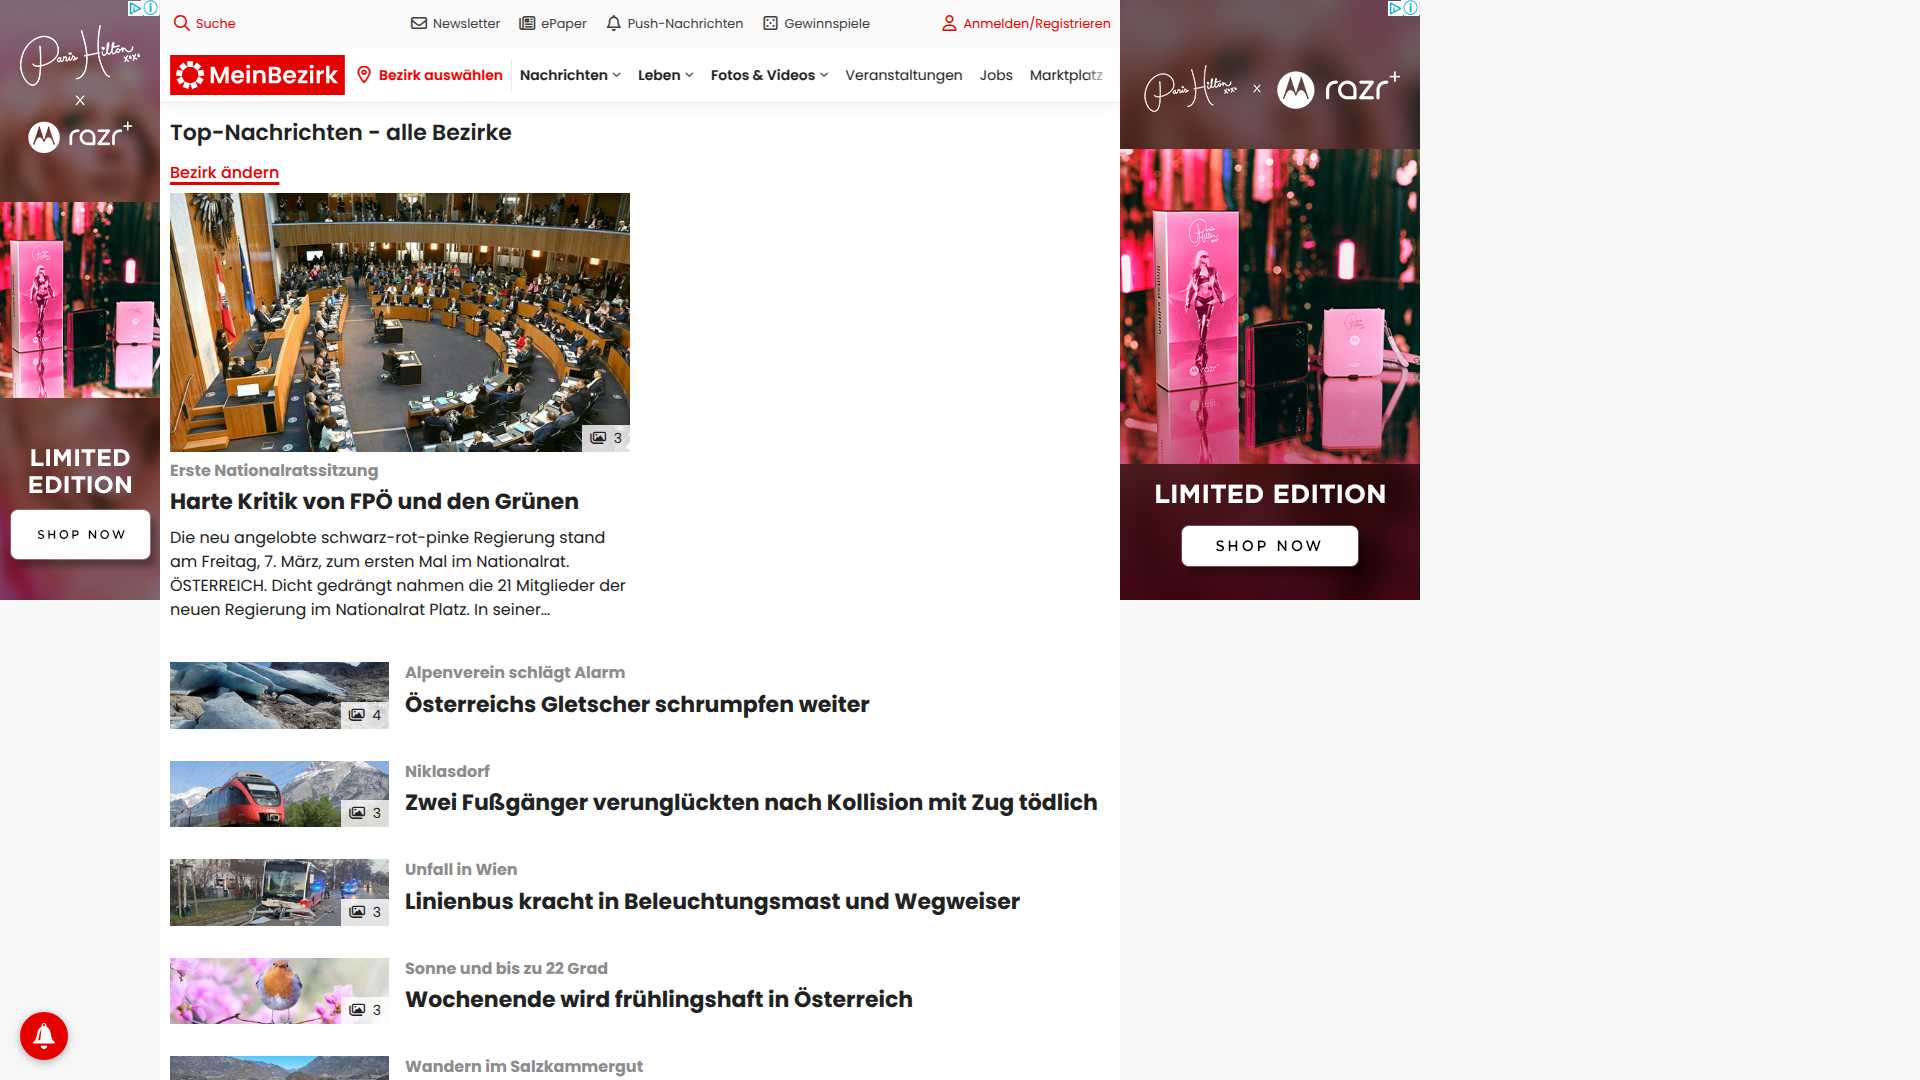 Suche
Newsletter
ePaper
Push-Nachrichten
Gewinnspiele
Anmelden/Registrieren
MeinBezirk
Bezirk auswählen
Nachrichten
Leben
Fotos & Videos
Veranstaltungen
Jobs
Marktplatz
Top-Nachrichten - alle Bezirke
Bezirk ändern
3
Erste Nationalratssitzung
Harte Kritik von FPÖ und den Grünen
Die neu angelobte schwarz-rot-pinke Regierung stand
am Freitag, 7. März, zum ersten Mal im Nationalrat.
ÖSTERREICH. Dicht gedrängt nahmen die 21 Mitglieder der
neuen Regierung im Nationalrat Platz. In seiner...
4
Alpenverein schlägt Alarm
Österreichs Gletscher schrumpfen weiter
3
Niklasdorf
Zwei Fußgänger verunglückten nach Kollision mit Zug tödlich
3
Unfall in Wien
Linienbus kracht in Beleuchtungsmast und Wegweiser
3
Sonne und bis zu 22 Grad
Wochenende wird frühlingshaft in Österreich
Wandern im Salzkammergut
Paris Hilton xoxo
X
razr+
LIMITED
EDITION
SHOP NOW
Paris Hilton xoxo X razr+
LIMITED EDITION
SHOP NOW